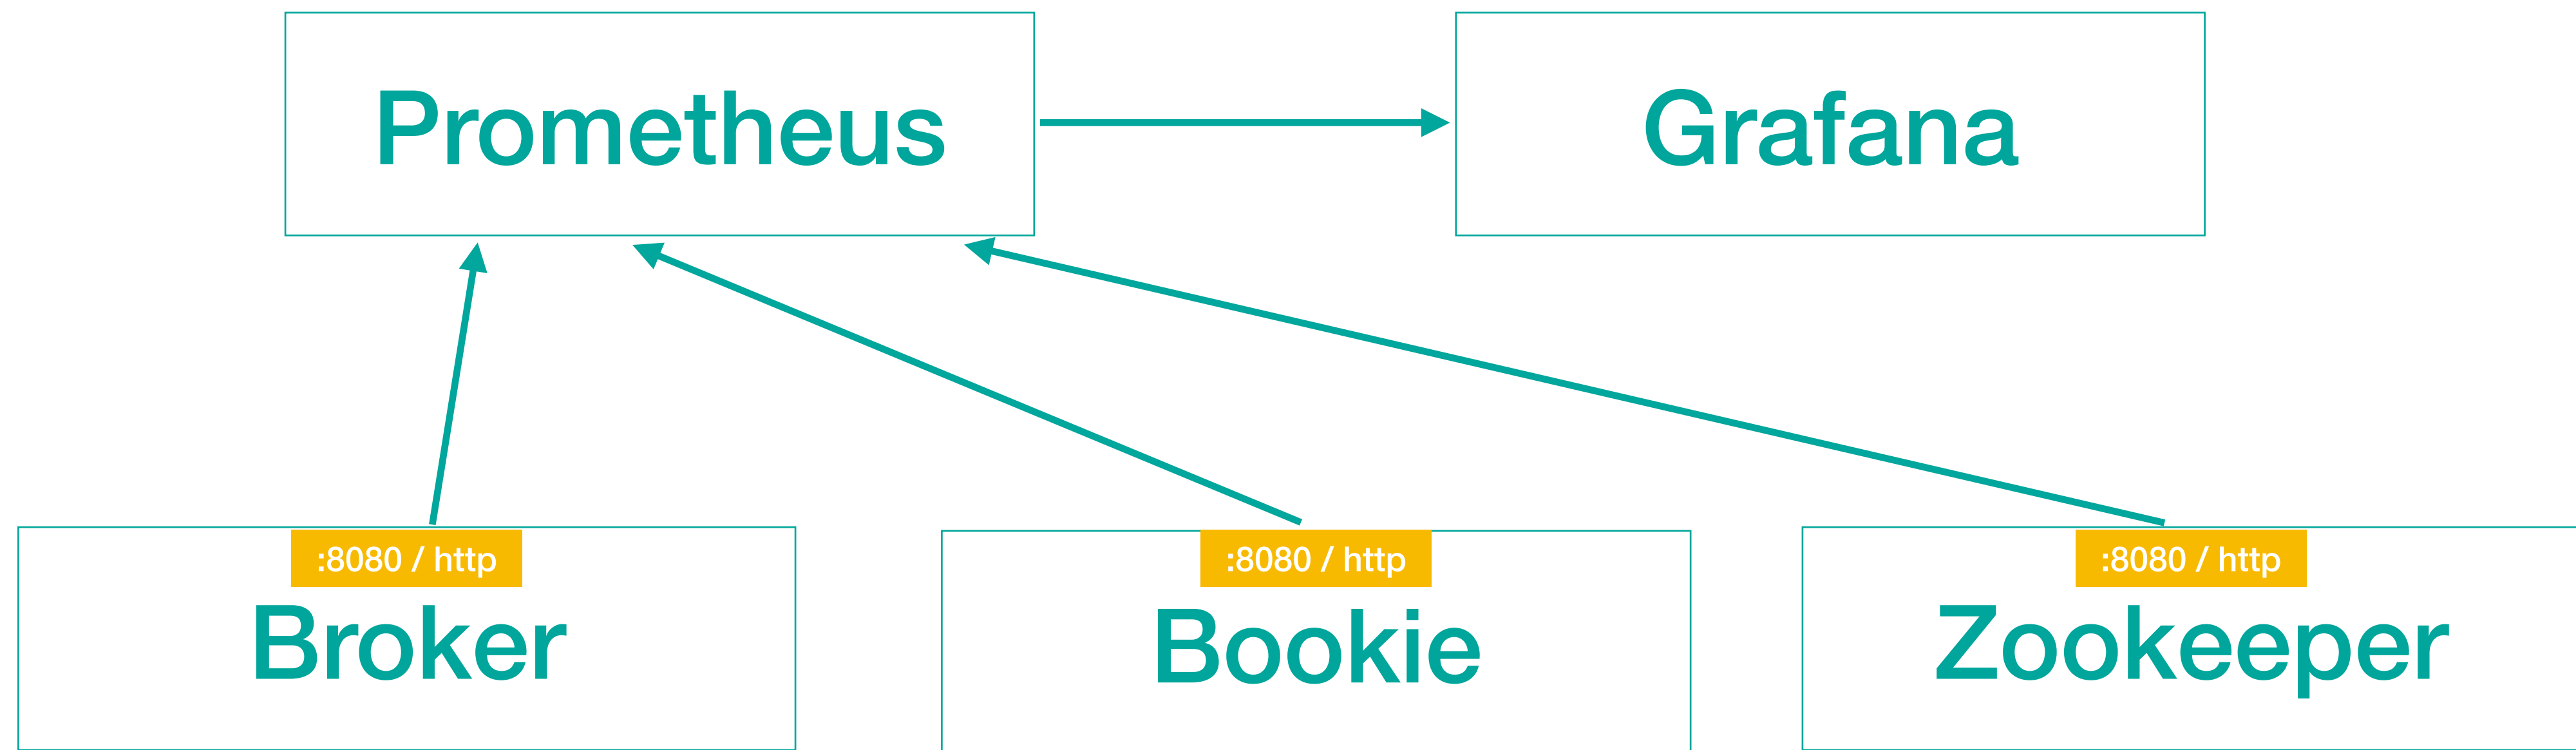 Prometheus
Grafana
:8080 / http
Broker
:8080 / http
Bookie
:8080 / http
Zookeeper